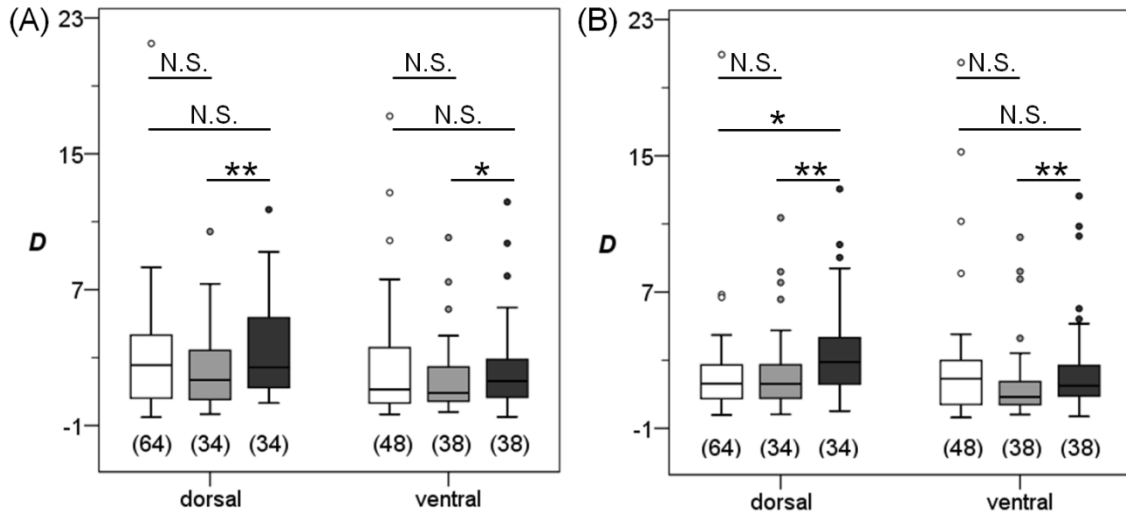 (A)
23
15
7
-1
D
N.S.
N.S.
**
N.S.
N.S.
*
(64) (34) (34) (48) (38) (38)
dorsal ventral
(B)
23
15
7
-1
D
N.S.
*
**
N.S.
N.S.
**
(64) (34) (34) (48) (38) (38)
dorsal ventral